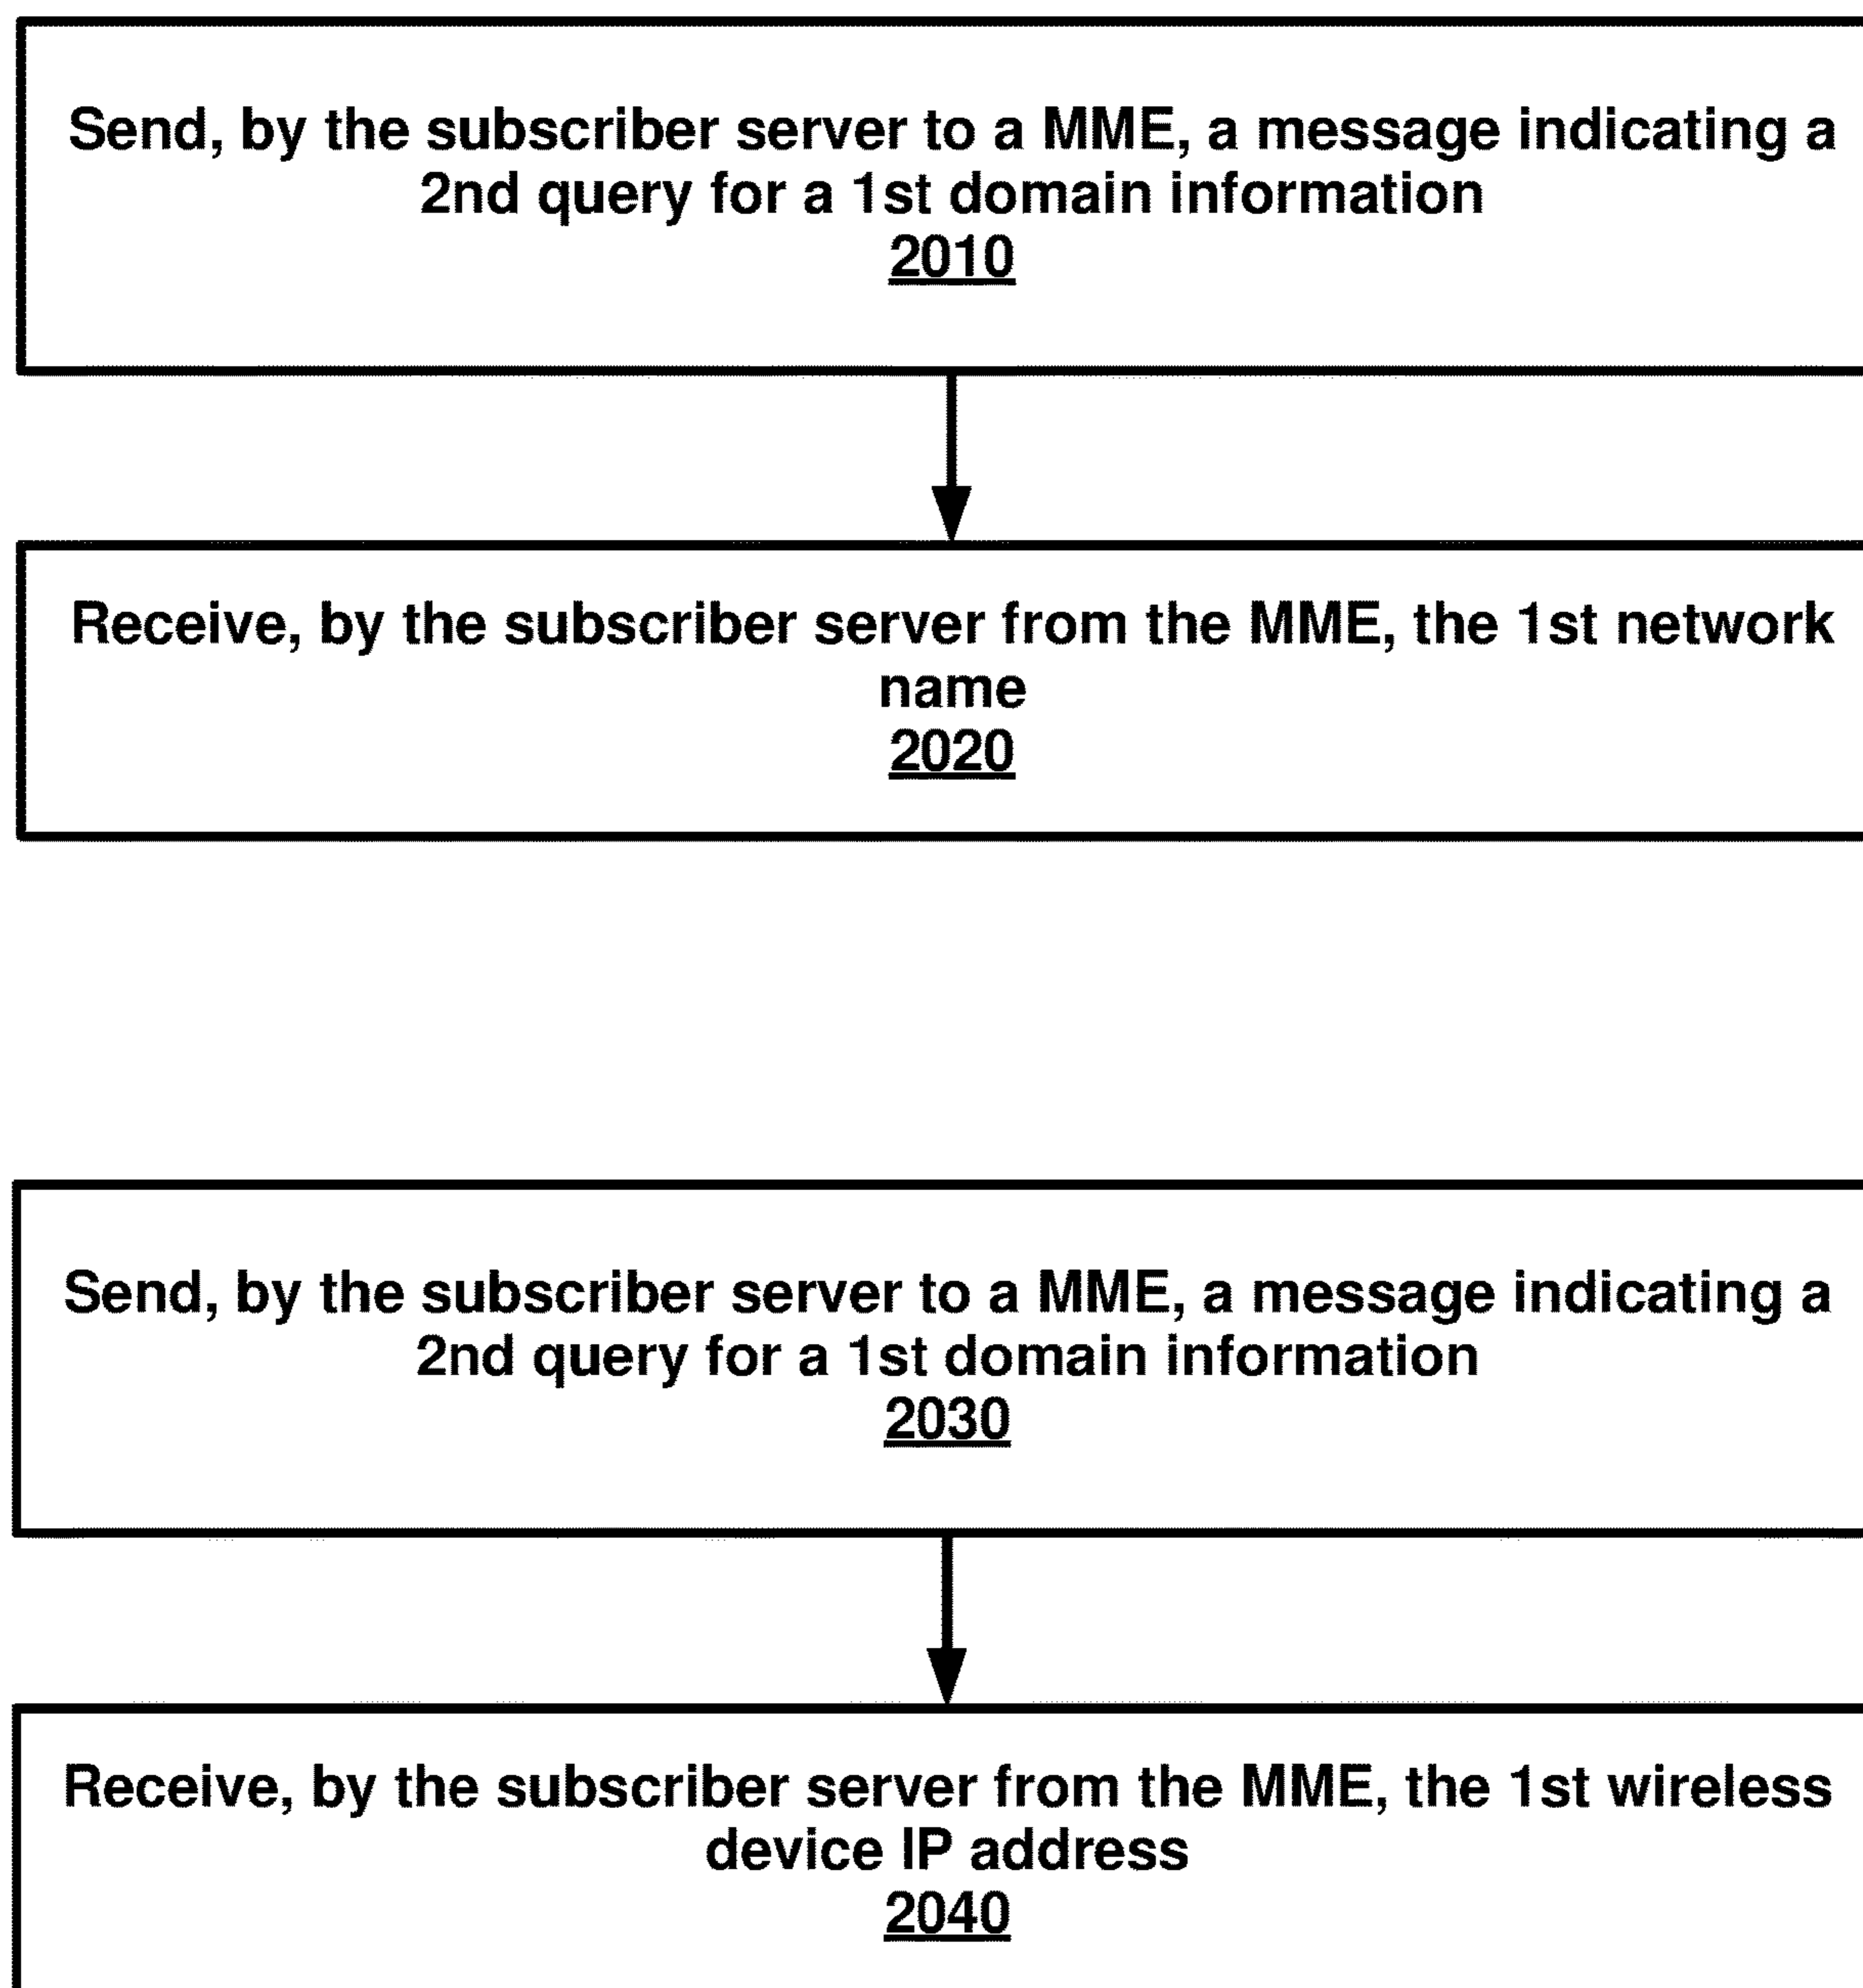 Send, by the subscriber server to a MME, a message indicating a
2nd query for a 1st domain information
2010
Receive, by the subscriber server from the MME, the 1st network
name
2020
Send, by the subscriber server to a MME, a message indicating a
2nd query for a 1st domain information
2030
Receive, by the subscriber server from the MME, the 1st wireless
device IP address
2040